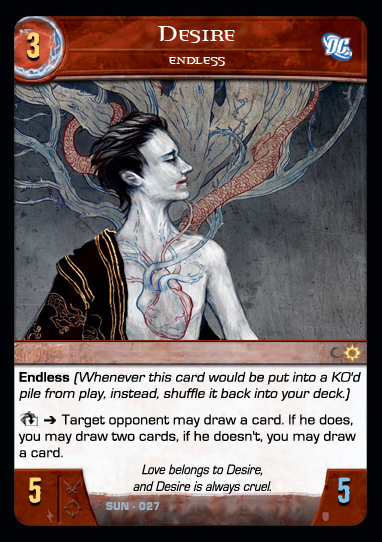 3
Desire
DC
ENDLESS
Endless (Whenever this card would be put into a KO'd
pile from play, instead, shuffle it back into your deck.)
➔ Target opponent may draw a card. If he does,
you may draw two cards, if he doesn't, you may draw
a card.
Love belongs to Desire,
and Desire is always cruel.
5
5
SUN · 027